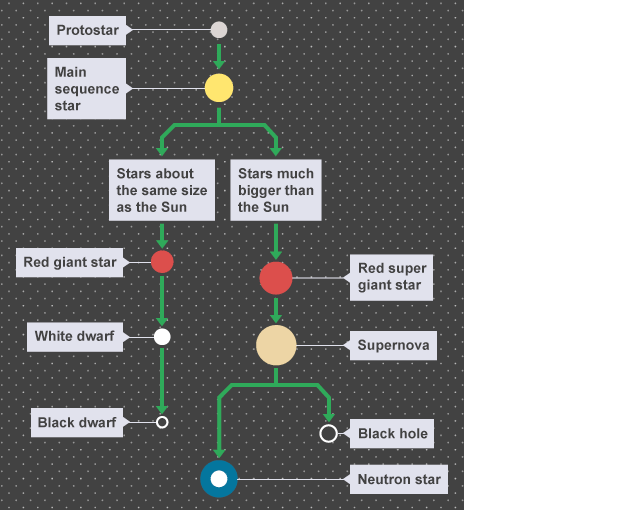 Protostar
Main
sequence
star
Stars about
the same size
as the Sun
Stars much
bigger than
the Sun
Red giant star
Red super
giant star
White dwarf
Supernova
Black dwarf
Black hole
Neutron star